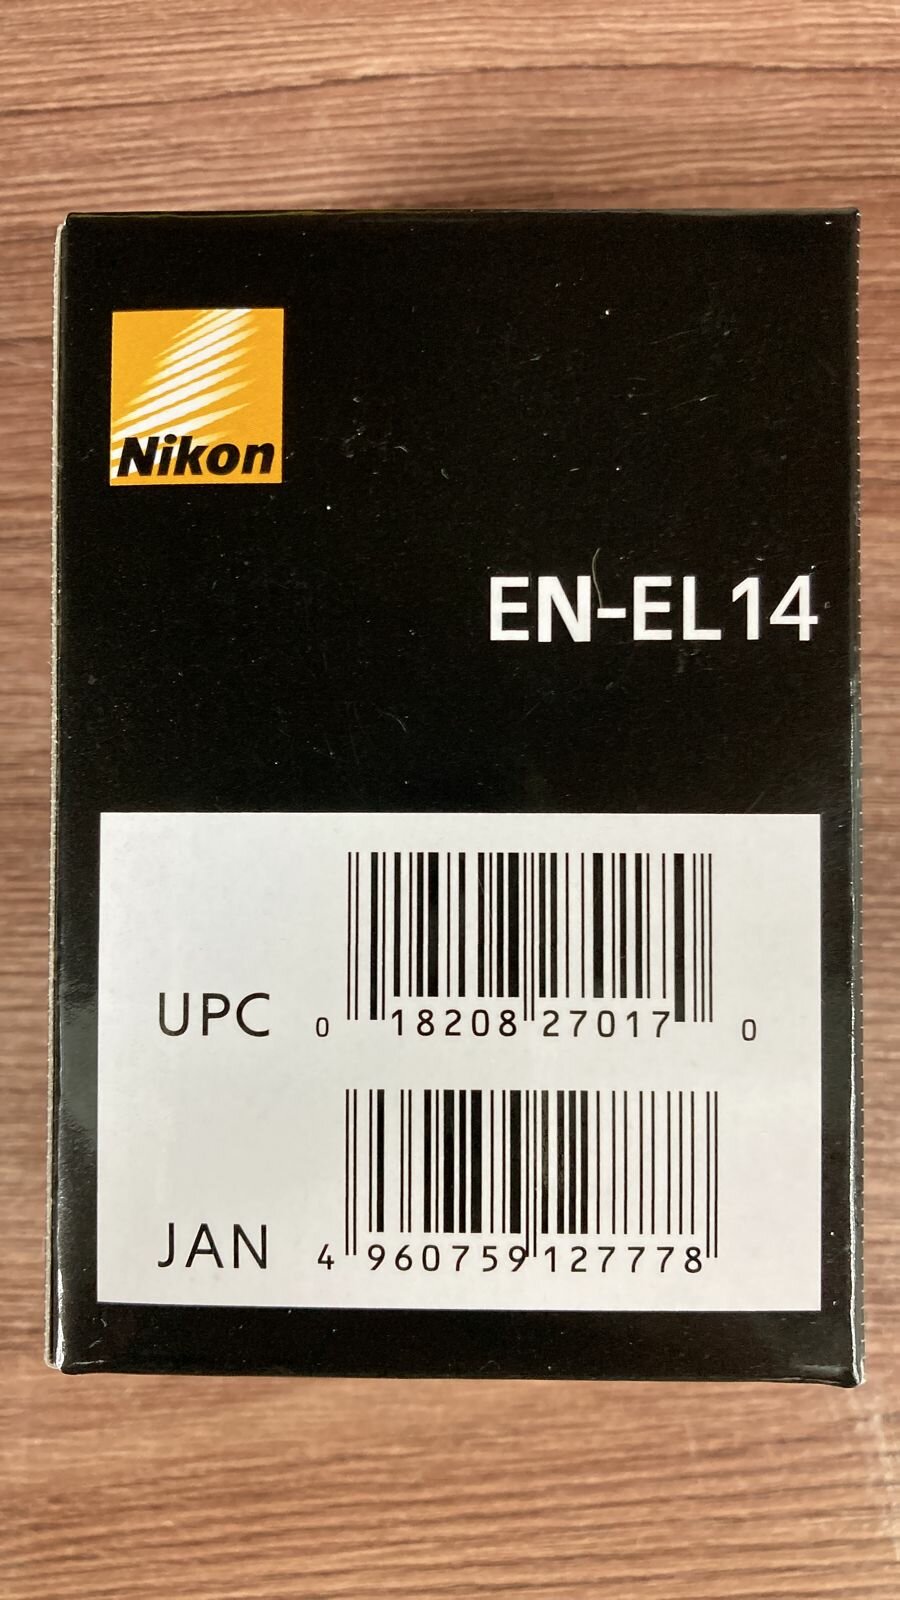 Nikon
EN-EL14
UPC 0 18208 27017 0
JAN 4 960759 127778